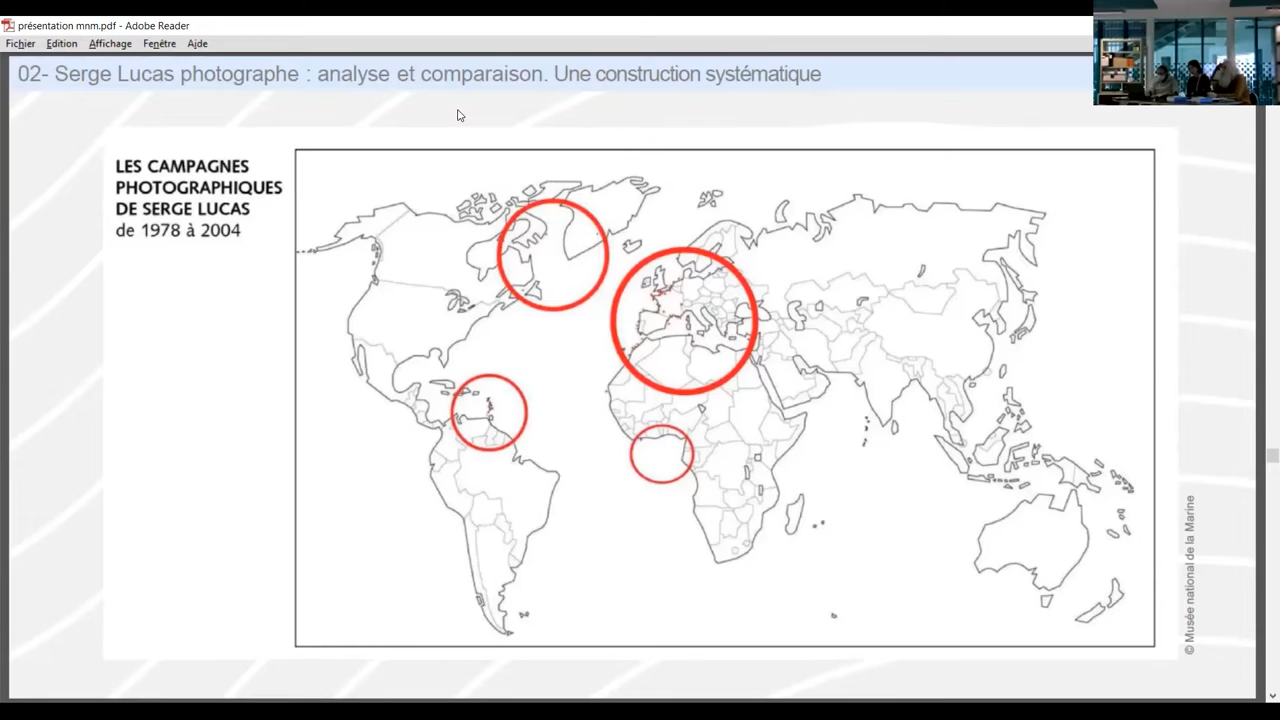 présentation mnm.pdf - Adobe Reader
Fichier Edition Affichage Fenêtre Aide
02- Serge Lucas photographe : analyse et comparaison. Une construction systématique
LES CAMPAGNES
PHOTOGRAPHIQUES
DE SERGE LUCAS
de 1978 à 2004
© Musée national de la Marine